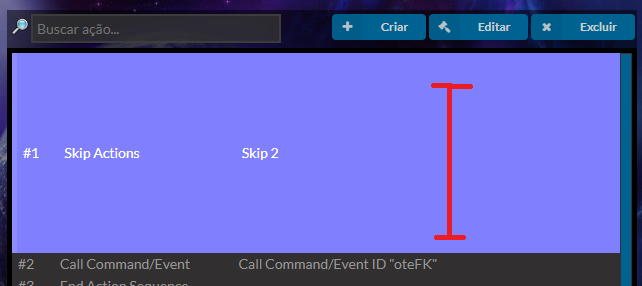 Buscar ação... Criar Editar Excluir
#1 Skip Actions Skip 2
#2 Call Command/Event Call Command/Event ID "oteFK"
#3 End Action Sequence